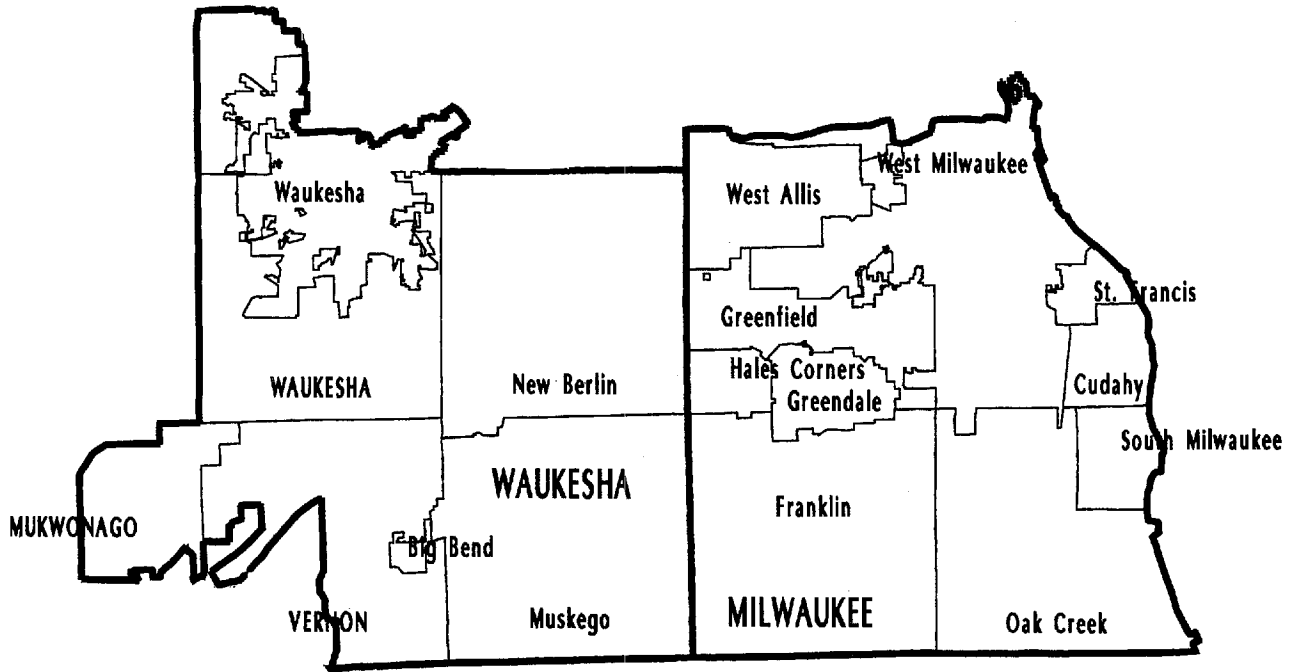 West Milwaukee
Waukesha
West Allis
St. Francis
Greenfield
Hales Corners
WAUKESHA
New Berlin
Cudahy
Greendale
South Milwaukee
WAUKESHA
Franklin
MUKWONAGO
Big Bend
MILWAUKEE
VERNON
Muskego
Oak Creek